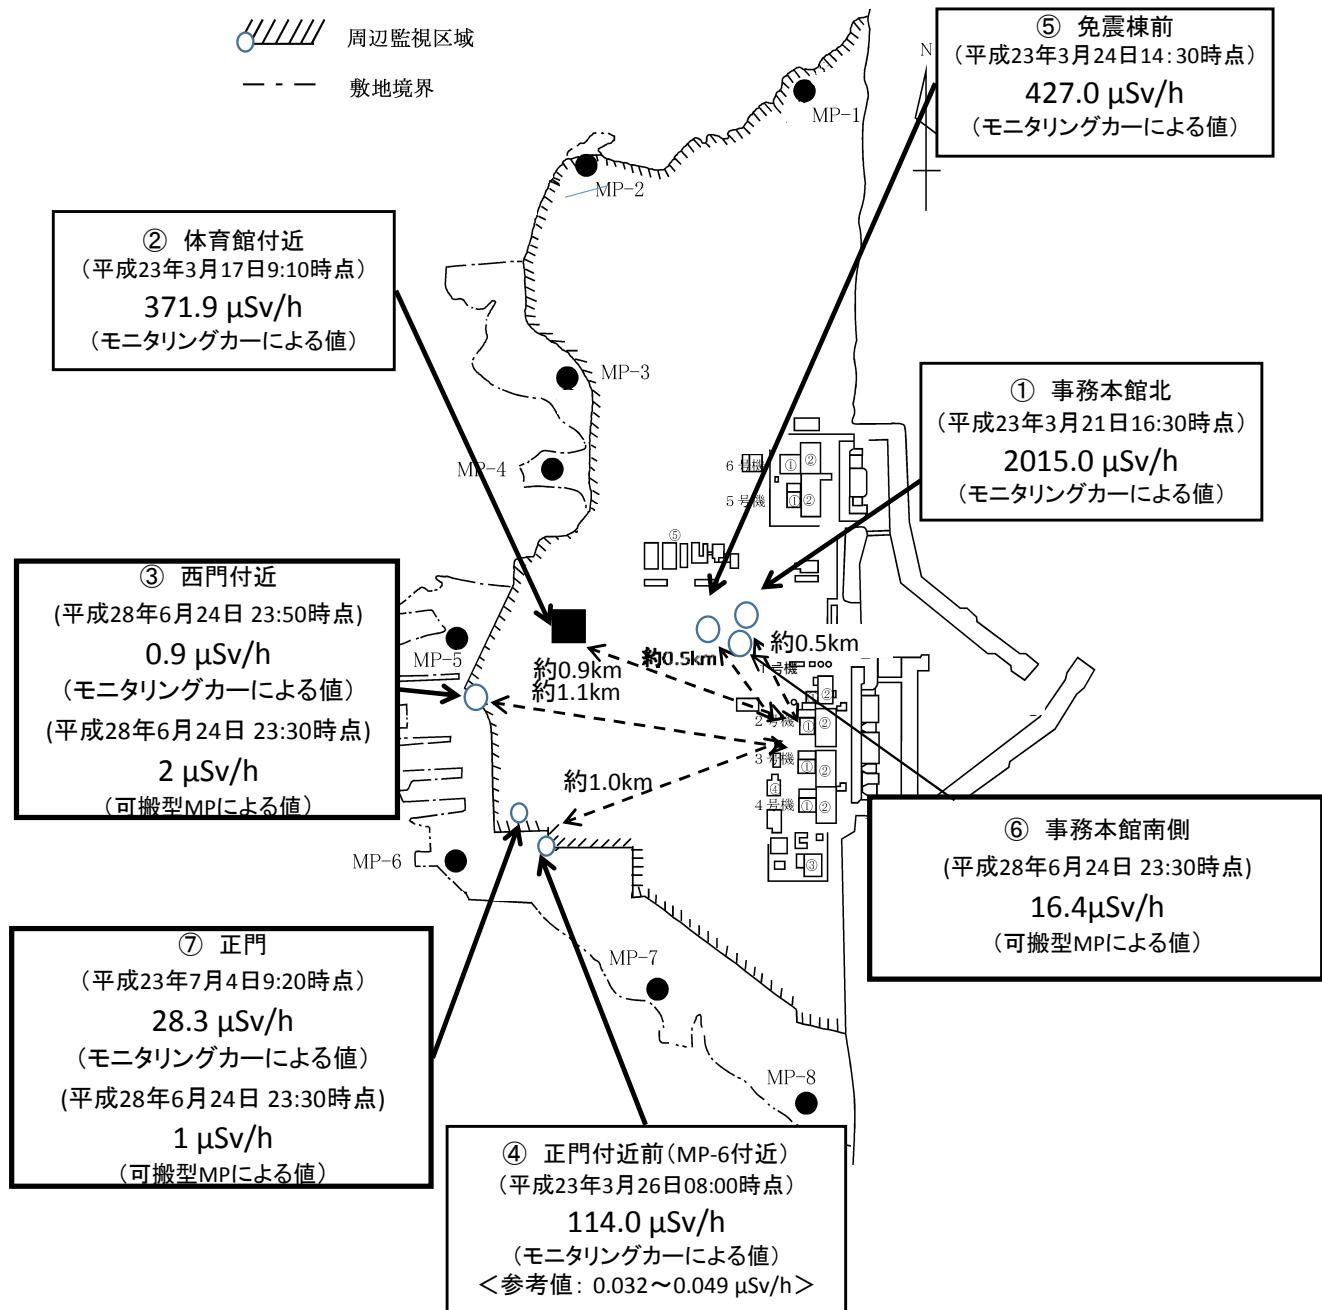 周辺監視区域
敷地境界
⑤ 免震棟前
(平成23年3月24日14:30時点)
427.0 μSv/h
(モニタリングカーによる値)
N
MP-1
MP-2
② 体育館付近
(平成23年3月17日9:10時点)
371.9 μSv/h
(モニタリングカーによる値)
MP-3
① 事務本館北
(平成23年3月21日16:30時点)
2015.0 μSv/h
(モニタリングカーによる値)
MP-4
6号機
① ②
5号機
① ②
⑤
③ 西門付近
(平成28年6月24日 23:50時点)
0.9 μSv/h
(モニタリングカーによる値)
(平成28年6月24日 23:30時点)
2 μSv/h
(可搬型MPによる値)
MP-5
約0.9km
約1.1km
約0.5km
約0.5km
1号機
②
2号機
① ②
3号機
① ②
④
4号機
① ②
③
約1.0km
MP-6
⑥ 事務本館南側
(平成28年6月24日 23:30時点)
16.4μSv/h
(可搬型MPによる値)
⑦ 正門
(平成23年7月4日9:20時点)
28.3 μSv/h
(モニタリングカーによる値)
(平成28年6月24日 23:30時点)
1 μSv/h
(可搬型MPによる値)
MP-7
MP-8
④ 正門付近前(MP-6付近)
(平成23年3月26日08:00時点)
114.0 μSv/h
(モニタリングカーによる値)
<参考値: 0.032～0.049 μSv/h>